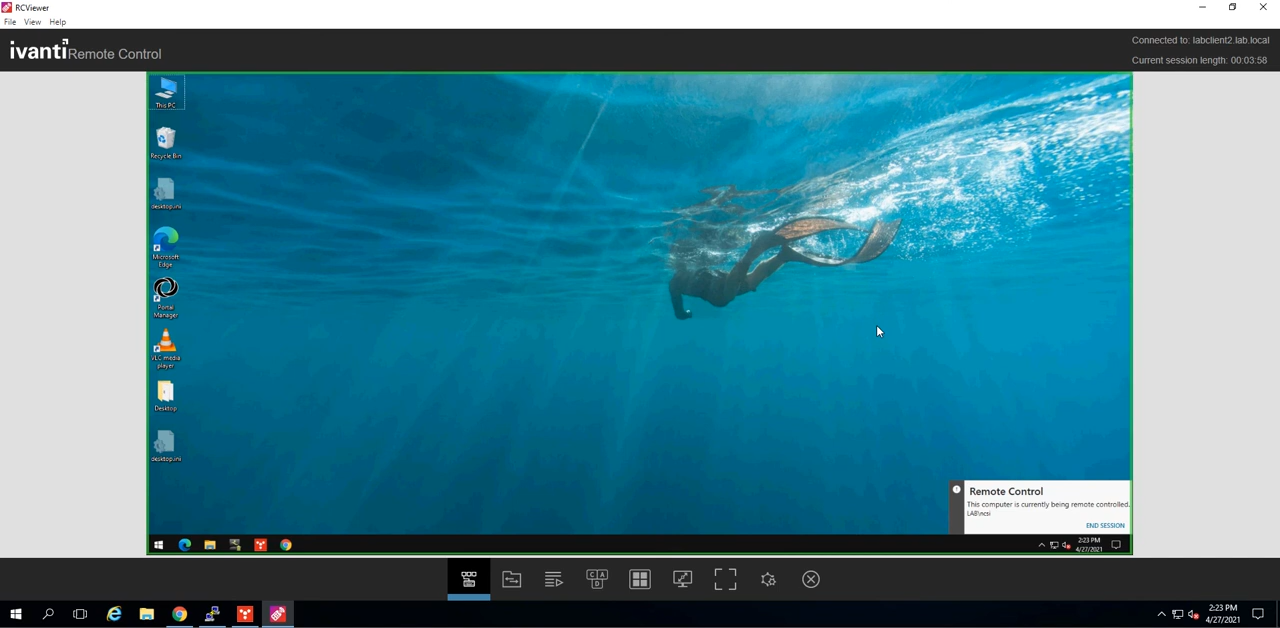 RCViewer
File View Help
ivanti Remote Control
Connected to: labclient2.lab.local
Current session length: 00:03:58
This PC
Recycle Bin
desktop.ini
Microsoft
Edge
Portal
Manager
VLC media
player
Desktop
desktop.ini
Remote Control
This computer is currently being remote controlled.
LAB\ncsi
END SESSION
2:23 PM
4/27/2021
C A
D
2:23 PM
4/27/2021